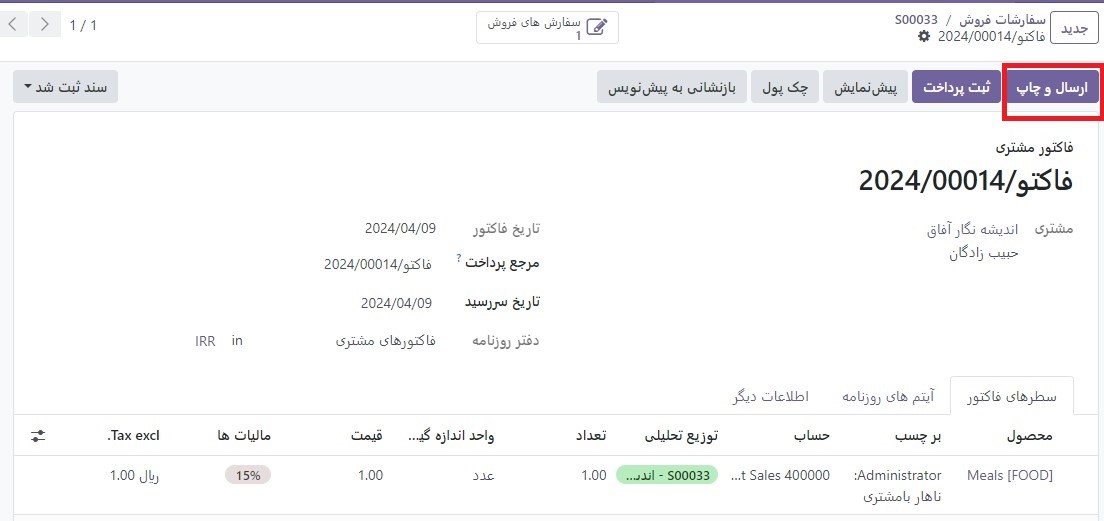 جدید
سفارشات فروش / S00033
فاکتو/2024/00014
سفارش های فروش
1
1 / 1
ارسال و چاپ
ثبت پرداخت
پیش‌نمایش
چک پول
بازنشانی به پیش‌نویس
سند ثبت شد
فاکتور مشتری
فاکتو/2024/00014
مشتری اندیشه نگار آفاق
حبیب زادگان
تاریخ فاکتور 2024/04/09
مرجع پرداخت ? فاکتو/2024/00014
تاریخ سررسید 2024/04/09
دفتر روزنامه فاکتورهای مشتری in IRR
سطرهای فاکتور آیتم های روزنامه اطلاعات دیگر
محصول بر چسب حساب توزیع تحلیلی تعداد واحد اندازه گی... قیمت مالیات ها Tax excl.
[FOOD] Meals Administrator: 400000 t Sales... S00033 - اندی... 1.00 عدد 1.00 15% 1.00 ریال
ناهار بامشتری